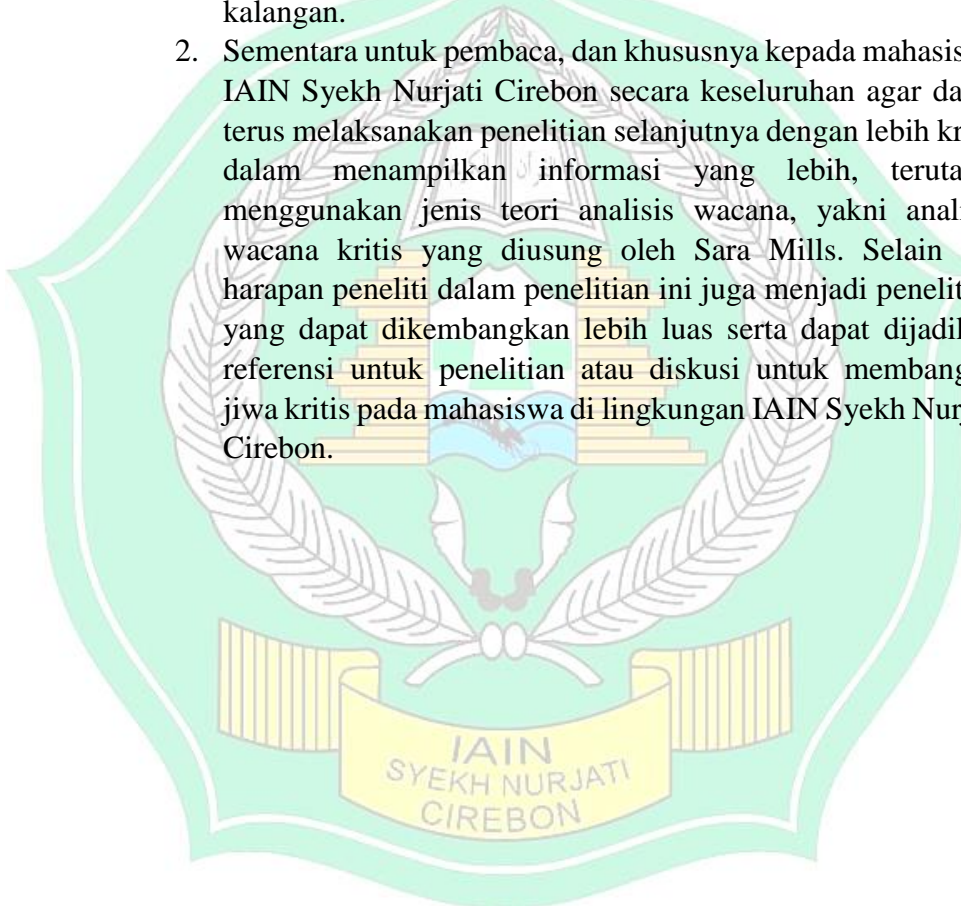 kalangan.
2. Sementara untuk pembaca, dan khususnya kepada mahasis
IAIN Syekh Nurjati Cirebon secara keseluruhan agar da
terus melaksanakan penelitian selanjutnya dengan lebih kr
dalam menampilkan informasi yang lebih, teruta
menggunakan jenis teori analisis wacana, yakni anali
wacana kritis yang diusung oleh Sara Mills. Selain
harapan peneliti dalam penelitian ini juga menjadi penelit
yang dapat dikembangkan lebih luas serta dapat dijadil
referensi untuk penelitian atau diskusi untuk membang
jiwa kritis pada mahasiswa di lingkungan IAIN Syekh Nurj
Cirebon.
IAIN
SYEKH NURJATI
CIREBON